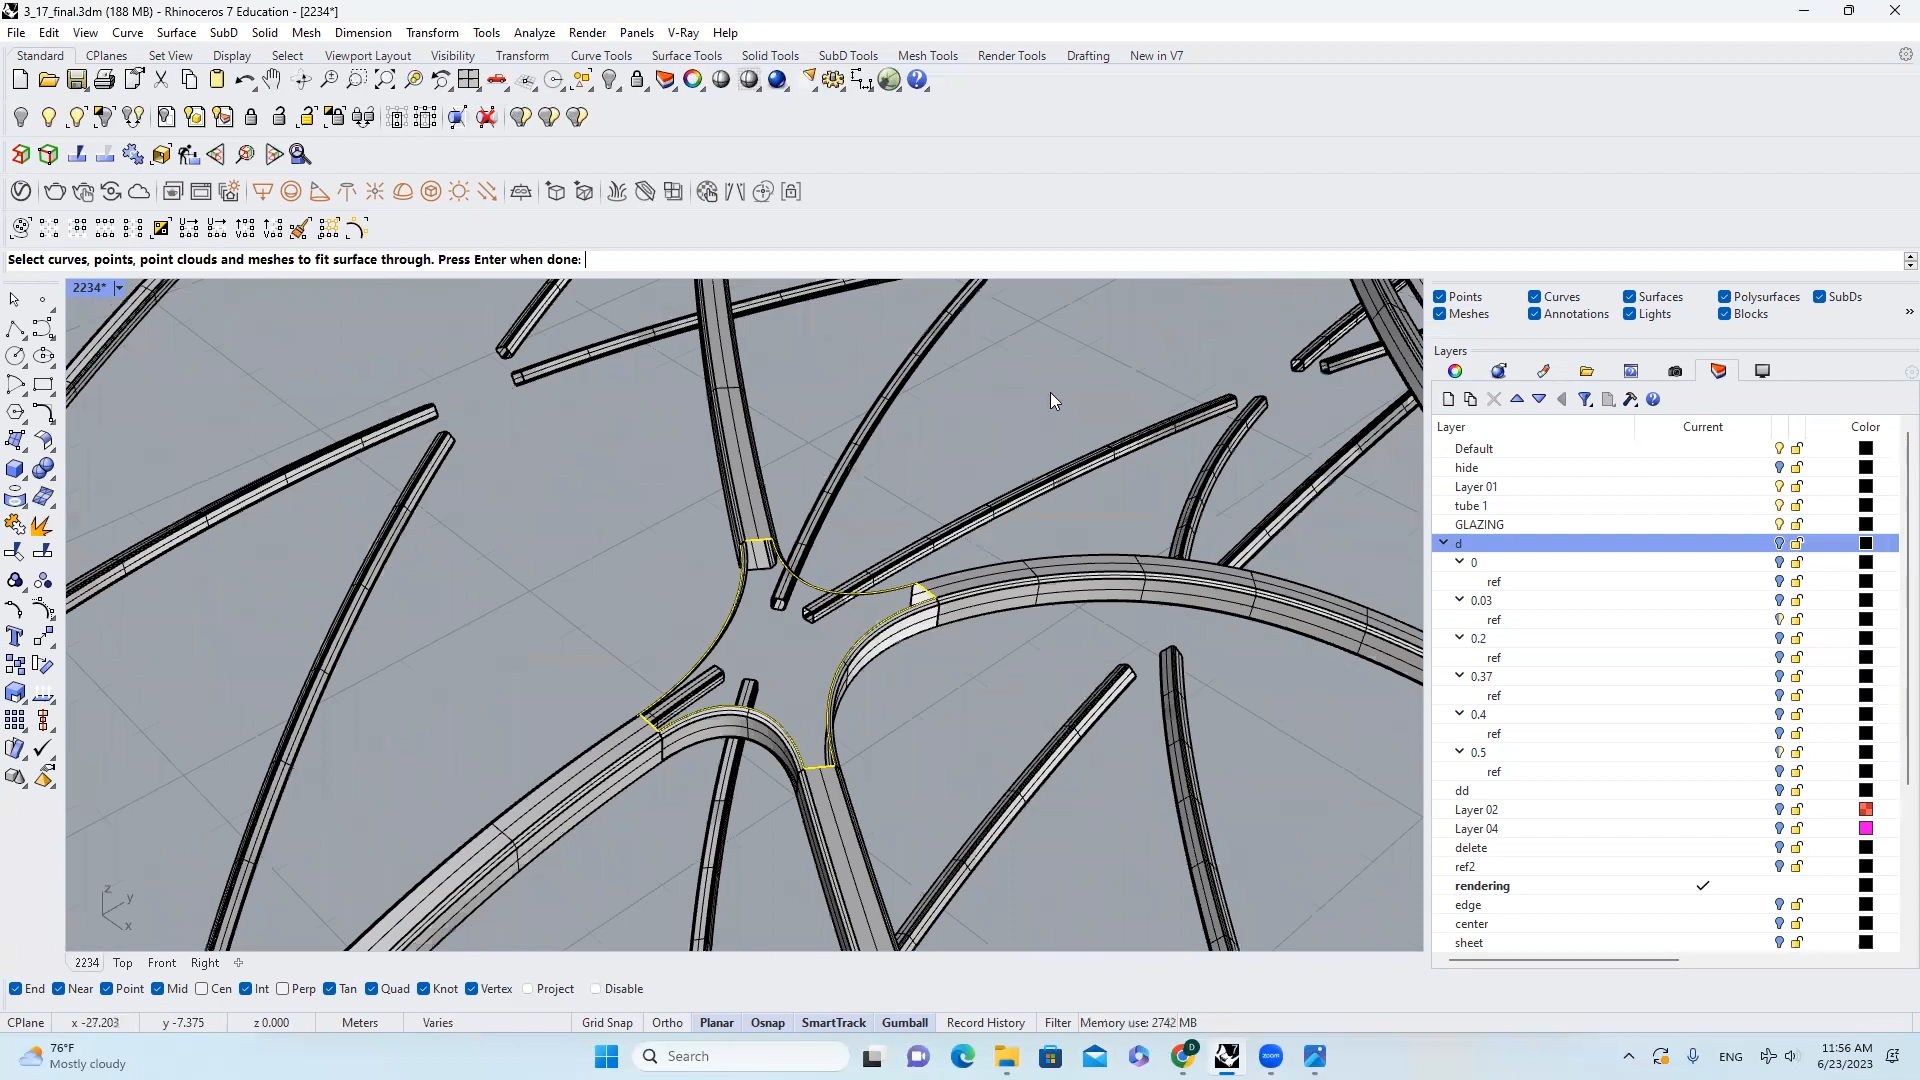 3_17_final.3dm (188 MB) - Rhinoceros 7 Education - [2234*]
File Edit View Curve Surface SubD Solid Mesh Dimension Transform Tools Analyze Render Panels V-Ray Help
Standard CPlanes Set View Display Select Viewport Layout Visibility Transform Curve Tools Surface Tools Solid Tools SubD Tools Mesh Tools Render Tools Drafting New in V7
Select curves, points, point clouds and meshes to fit surface through. Press Enter when done:
2234*
Points Curves Surfaces Polysurfaces SubDs
Meshes Annotations Lights Blocks
Layers
Layer Current Color
Default
hide
Layer 01
tube 1
GLAZING
d
0
ref
0.03
ref
0.2
ref
0.37
ref
0.4
ref
0.5
ref
dd
Layer 02
Layer 04
delete
ref2
rendering
edge
center
sheet
z
y
x
2234 Top Front Right
End Near Point Mid Cen Int Perp Tan Quad Knot Vertex Project Disable
CPlane x -27.203 y -7.375 z 0.000 Meters Varies Grid Snap Ortho Planar Osnap SmartTrack Gumball Record History Filter Memory use: 2742 MB
76°F
Mostly cloudy
Search
D
zoom
ENG
11:56 AM
6/23/2023